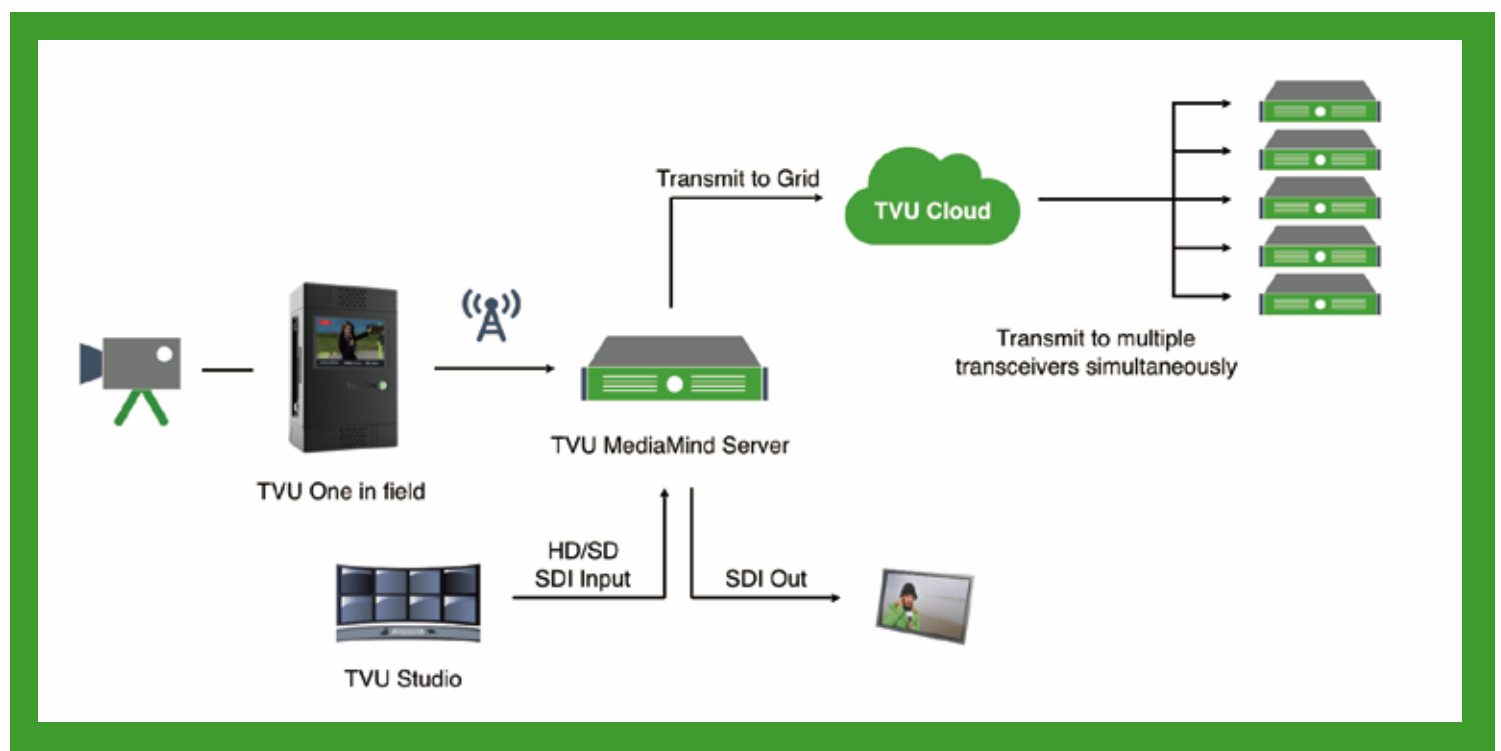 Transmit to Grid
TVU Cloud
Transmit to multiple
transceivers simultaneously
TVU MediaMind Server
TVU One in field
HD/SD
SDI Input
SDI Out
TVU Studio